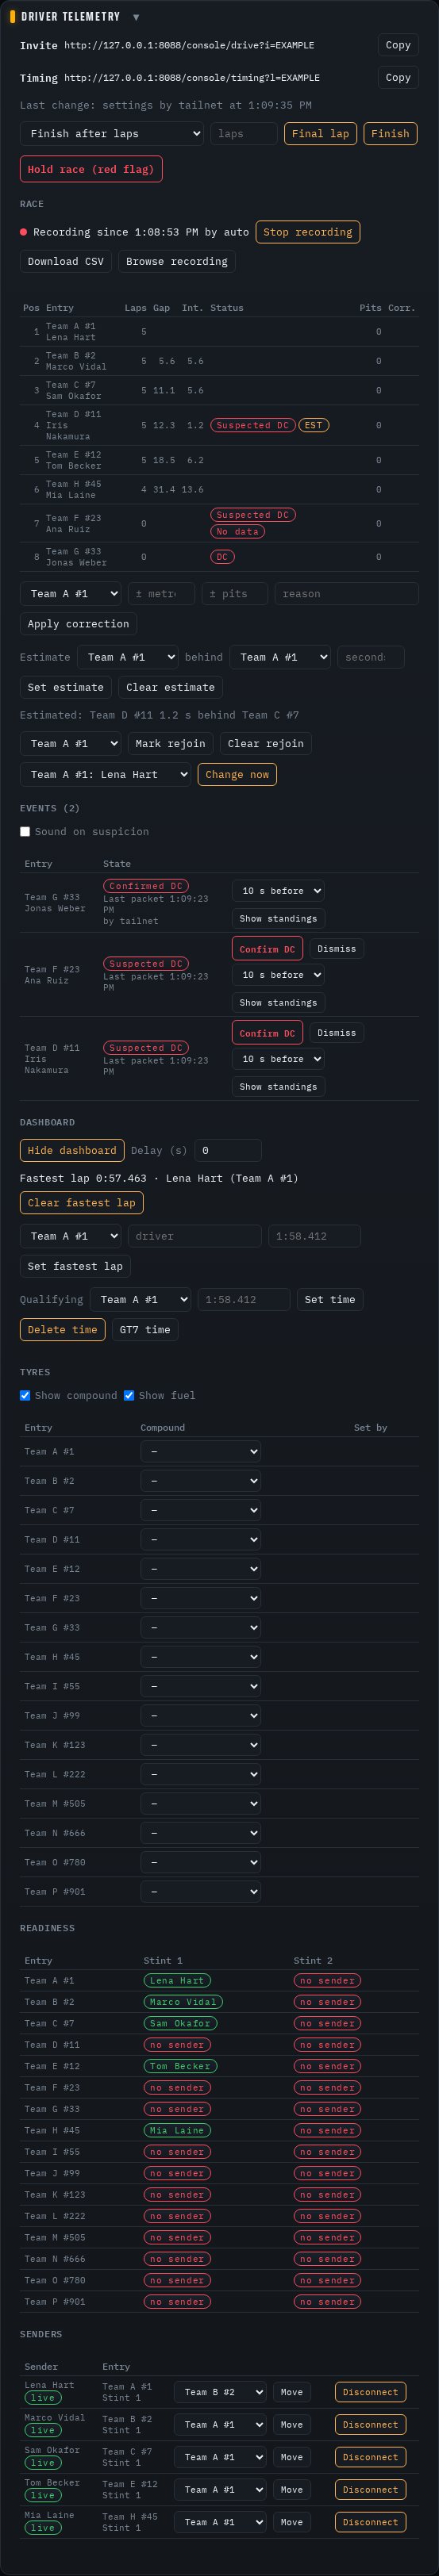 DRIVER TELEMETRY ▼
Invite http://127.0.0.1:8088/console/drive?i=EXAMPLE Copy
Timing http://127.0.0.1:8088/console/timing?l=EXAMPLE Copy
Last change: settings by tailnet at 1:09:35 PM
Finish after laps laps Final lap Finish
Hold race (red flag)
RACE
Recording since 1:08:53 PM by auto Stop recording
Download CSV Browse recording
Pos Entry Laps Gap Int. Status Pits Corr.
1 Team A #1 5 0
Lena Hart
2 Team B #2 5 5.6 5.6 0
Marco Vidal
3 Team C #7 5 11.1 5.6 0
Sam Okafor
4 Team D #11 5 12.3 1.2 Suspected DC EST 0
Iris
Nakamura
5 Team E #12 5 18.5 6.2 0
Tom Becker
6 Team H #45 4 31.4 13.6 0
Mia Laine
7 Team F #23 0 Suspected DC 0
Ana Ruiz No data
8 Team G #33 0 DC 0
Jonas Weber
Team A #1 ± metr ± pits reason
Apply correction
Estimate Team A #1 behind Team A #1 second
Set estimate Clear estimate
Estimated: Team D #11 1.2 s behind Team C #7
Team A #1 Mark rejoin Clear rejoin
Team A #1: Lena Hart Change now
EVENTS (2)
Sound on suspicion
Entry State
Team G #33 Confirmed DC 10 s before
Jonas Weber Last packet 1:09:23
PM
by tailnet Show standings
Team F #23 Suspected DC Confirm DC Dismiss
Ana Ruiz Last packet 1:09:23 10 s before
PM Show standings
Team D #11 Suspected DC Confirm DC Dismiss
Iris Last packet 1:09:23 10 s before
Nakamura PM Show standings
DASHBOARD
Hide dashboard Delay (s) 0
Fastest lap 0:57.463 · Lena Hart (Team A #1)
Clear fastest lap
Team A #1 driver 1:58.412
Set fastest lap
Qualifying Team A #1 1:58.412 Set time
Delete time GT7 time
TYRES
Show compound Show fuel
Entry Compound Set by
Team A #1 —
Team B #2 —
Team C #7 —
Team D #11 —
Team E #12 —
Team F #23 —
Team G #33 —
Team H #45 —
Team I #55 —
Team J #99 —
Team K #123 —
Team L #222 —
Team M #505 —
Team N #666 —
Team O #780 —
Team P #901 —
READINESS
Entry Stint 1 Stint 2
Team A #1 Lena Hart no sender
Team B #2 Marco Vidal no sender
Team C #7 Sam Okafor no sender
Team D #11 no sender no sender
Team E #12 Tom Becker no sender
Team F #23 no sender no sender
Team G #33 no sender no sender
Team H #45 Mia Laine no sender
Team I #55 no sender no sender
Team J #99 no sender no sender
Team K #123 no sender no sender
Team L #222 no sender no sender
Team M #505 no sender no sender
Team N #666 no sender no sender
Team O #780 no sender no sender
Team P #901 no sender no sender
SENDERS
Sender Entry
Lena Hart Team A #1 Team B #2 Move Disconnect
live Stint 1
Marco Vidal Team B #2 Team A #1 Move Disconnect
live Stint 1
Sam Okafor Team C #7 Team A #1 Move Disconnect
live Stint 1
Tom Becker Team E #12 Team A #1 Move Disconnect
live Stint 1
Mia Laine Team H #45 Team A #1 Move Disconnect
live Stint 1